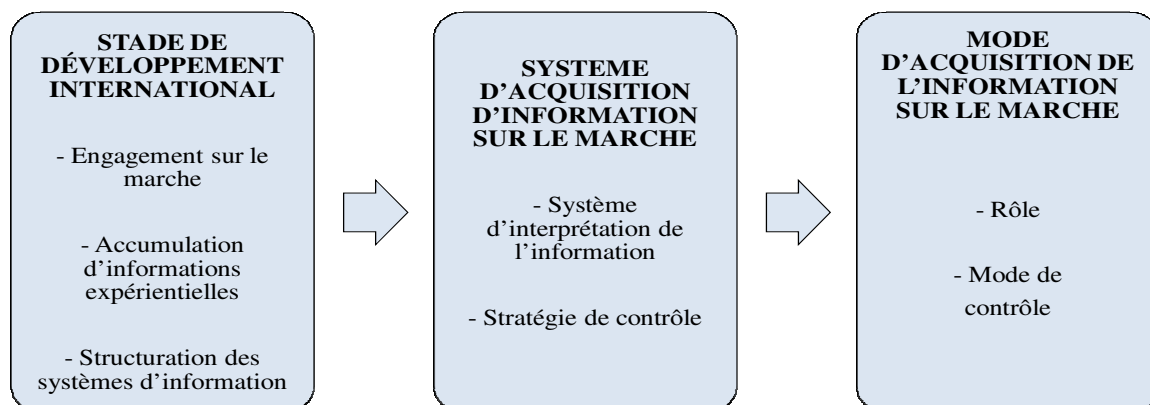 STADE DE
DÉVELOPPEMENT
INTERNATIONAL
- Engagement sur le
marche
- Accumulation
d’informations
expérientielles
- Structuration des
systèmes d’information
SYSTEME
D’ACQUISITION
D’INFORMATION
SUR LE MARCHE
- Système
d’interprétation de
l’information
- Stratégie de contrôle
MODE
D’ACQUISITION DE
L’INFORMATION
SUR LE MARCHE
- Rôle
- Mode de
contrôle